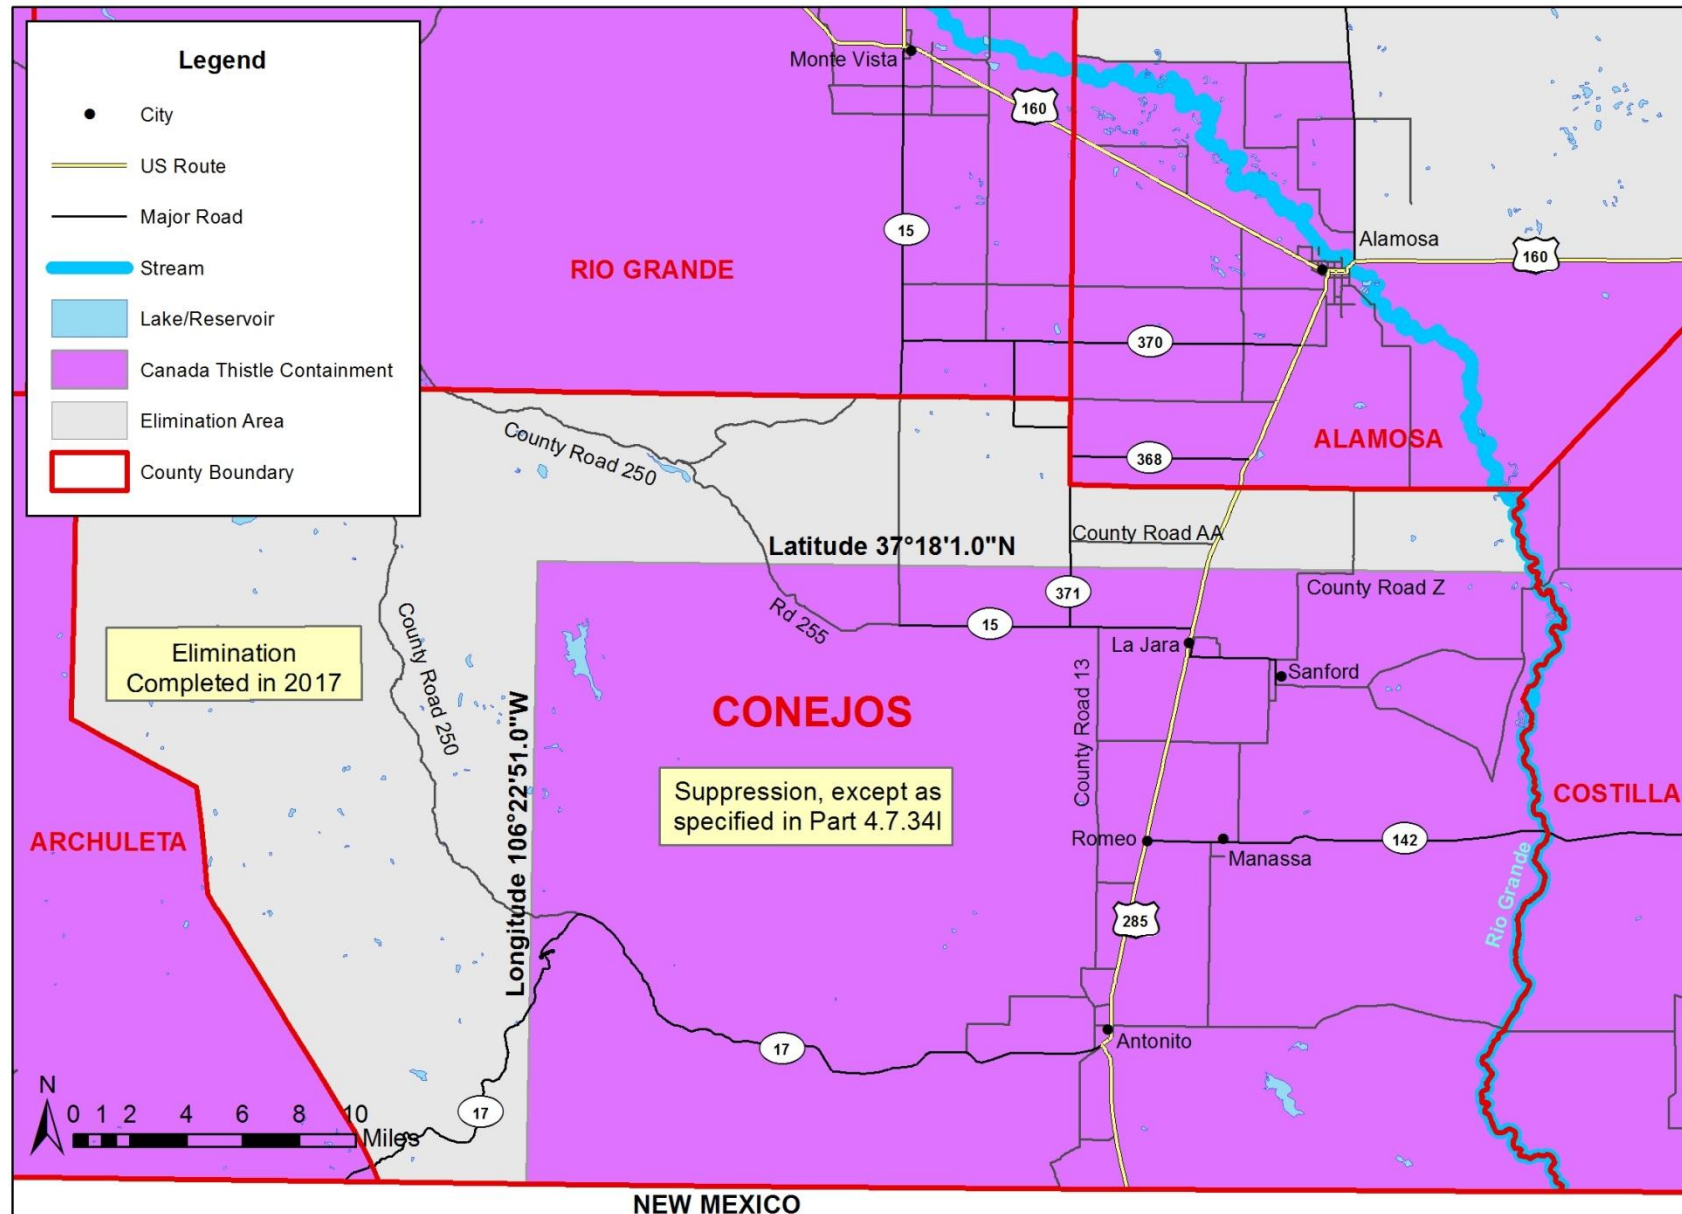 Legend
City
US Route
Major Road
Stream
Lake/Reservoir
Canada Thistle Containment
Elimination Area
County Boundary
Monte Vista
160
15
RIO GRANDE
Alamosa
160
370
ALAMOSA
368
County Road 250
County Road AA
Latitude 37°18'1.0"N
County Road Z
371
15
Rd 255
La Jara
Sanford
Elimination
Completed in 2017
County Road 250
County Road 13
CONEJOS
Longitude 106°22'51.0"W
Suppression, except as
specified in Part 4.7.34I
COSTILLA
ARCHULETA
Romeo
Manassa
142
285
Rio Grande
Antonito
17
17
N
0 1 2 4 6 8 10
Miles
NEW MEXICO